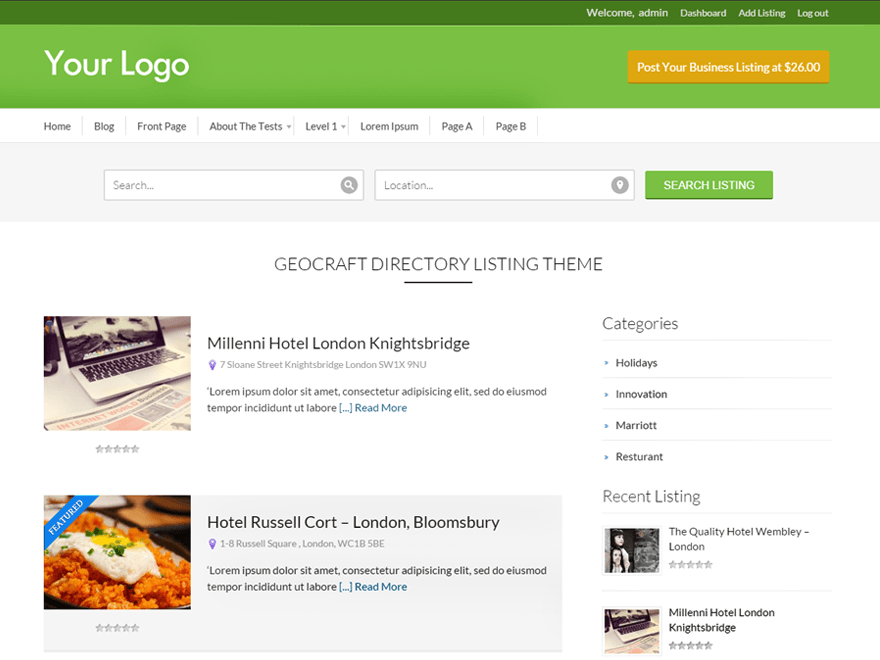 Welcome, admin Dashboard Add Listing Log out
Your Logo
Post Your Business Listing at $26.00
Home Blog Front Page About The Tests Level 1 Lorem Ipsum Page A Page B
Search... Location... SEARCH LISTING
GEOCRAFT DIRECTORY LISTING THEME
Millenni Hotel London Knightsbridge
7 Sloane Street Knightsbridge London SW1X 9NU
'Lorem ipsum dolor sit amet, consectetur adipisicing elit, sed do eiusmod
tempor incididunt ut labore [...] Read More
INTERNET WORLD Business
FEATURED
Hotel Russell Cort – London, Bloomsbury
1-8 Russell Square , London, WC1B 5BE
'Lorem ipsum dolor sit amet, consectetur adipisicing elit, sed do eiusmod
tempor incididunt ut labore [...] Read More
Categories
Holidays
Innovation
Marriott
Resturant
Recent Listing
The Quality Hotel Wembley –
London
Millenni Hotel London
Knightsbridge